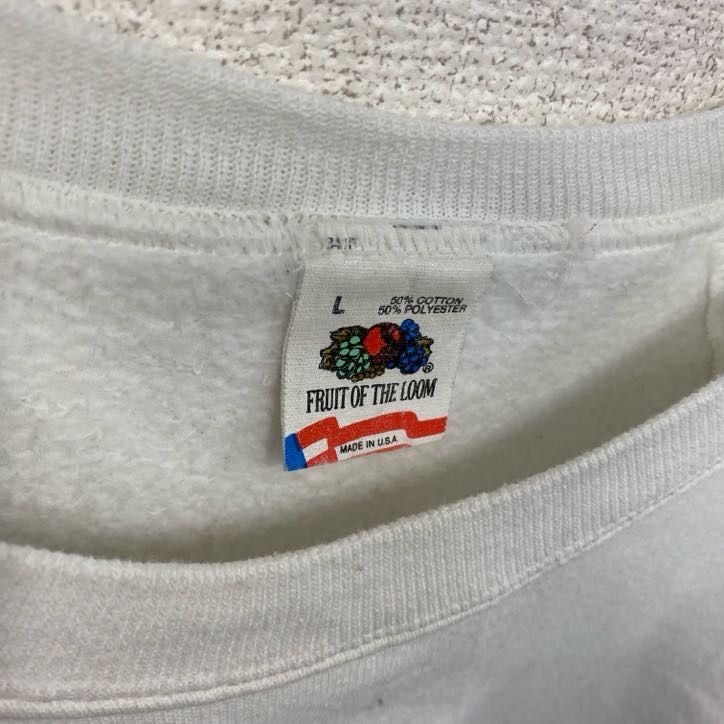 L
50% COTTON
50% POLYESTER
®
FRUIT OF THE LOOM
MADE IN U.S.A.